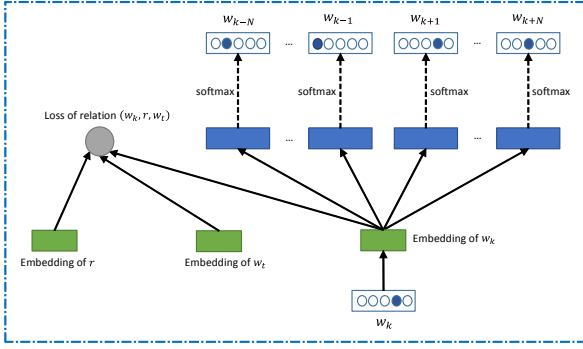 w_{k-N} w_{k-1} w_{k+1} w_{k+N}
... ...
softmax softmax softmax softmax
Loss of relation (w_k, r, w_t)
... ...
Embedding of r Embedding of w_t Embedding of w_k
w_k